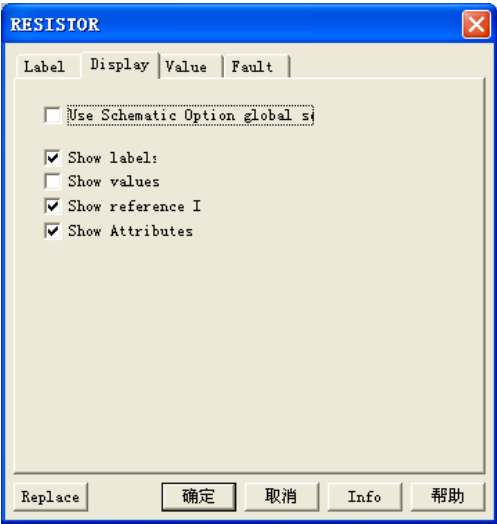 RESISTOR
Label Display Value Fault
Use Schematic Option global se
Show labels
Show values
Show reference I
Show Attributes
Replace 确定 取消 Info 帮助